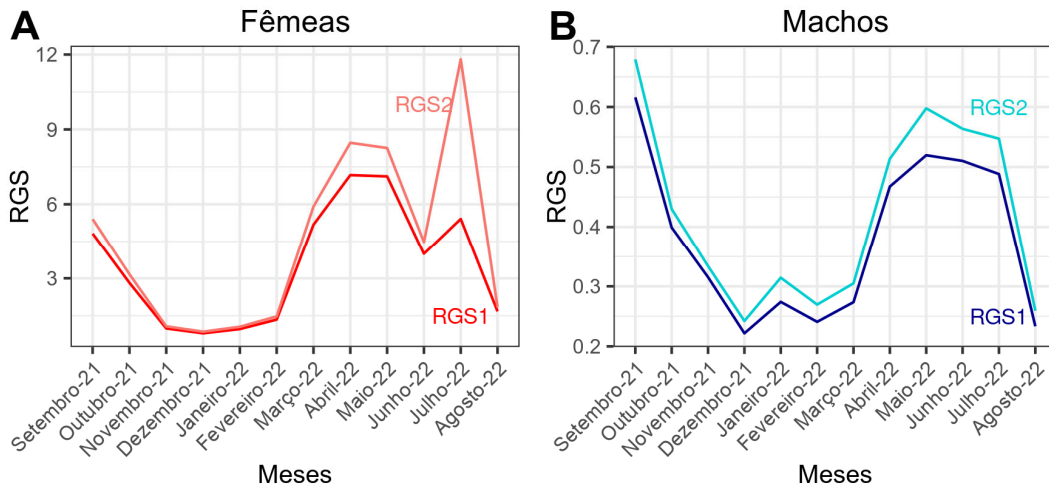 A
Fêmeas
12
9
6
3
RGS
RGS2
RGS1
Setembro-21
Outubro-21
Novembro-21
Dezembro-21
Janeiro-22
Fevereiro-22
Março-22
Abril-22
Maio-22
Junho-22
Julho-22
Agosto-22
Meses
B
Machos
0.7
0.6
0.5
0.4
0.3
0.2
RGS
RGS2
RGS1
Setembro-21
Outubro-21
Novembro-21
Dezembro-21
Janeiro-22
Fevereiro-22
Março-22
Abril-22
Maio-22
Junho-22
Julho-22
Agosto-22
Meses